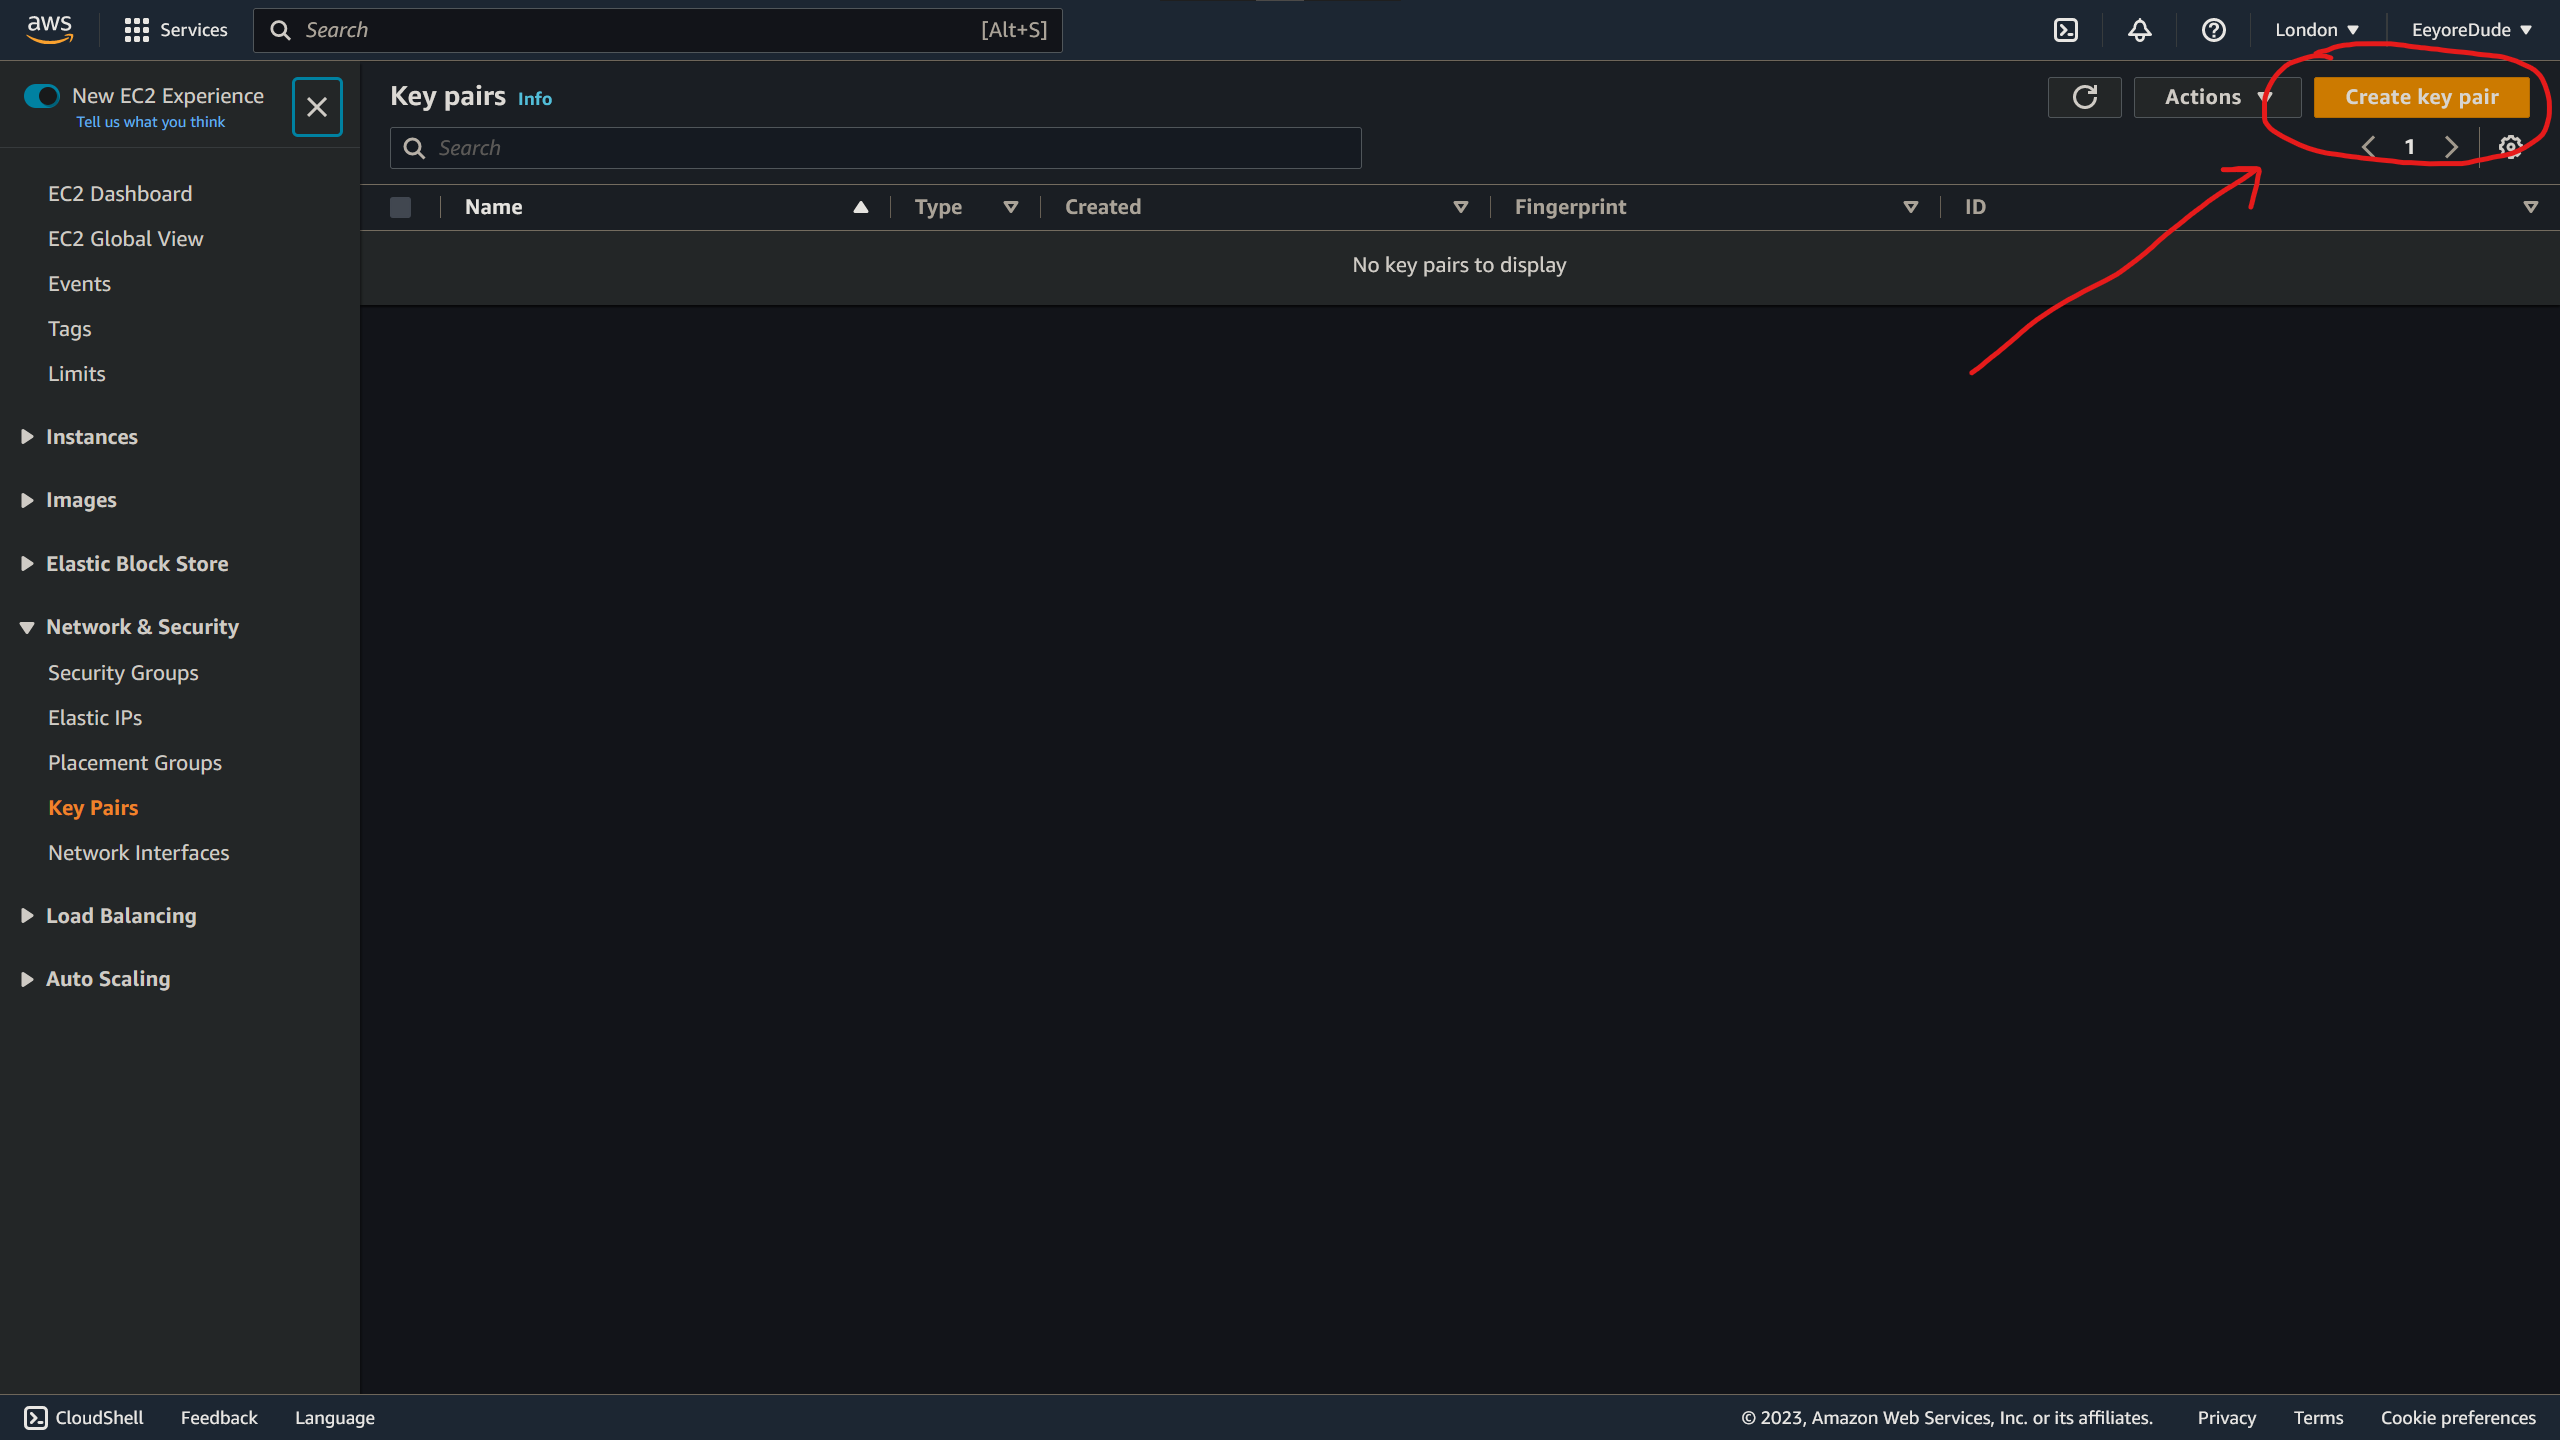 aws
Services
Search [Alt+S]
London
EeyoreDude
New EC2 Experience
Tell us what you think
EC2 Dashboard
EC2 Global View
Events
Tags
Limits
Instances
Images
Elastic Block Store
Network & Security
Security Groups
Elastic IPs
Placement Groups
Key Pairs
Network Interfaces
Load Balancing
Auto Scaling
Key pairs Info
Actions
Create key pair
Search
1
Name Type Created Fingerprint ID
No key pairs to display
CloudShell Feedback Language © 2023, Amazon Web Services, Inc. or its affiliates. Privacy Terms Cookie preferences